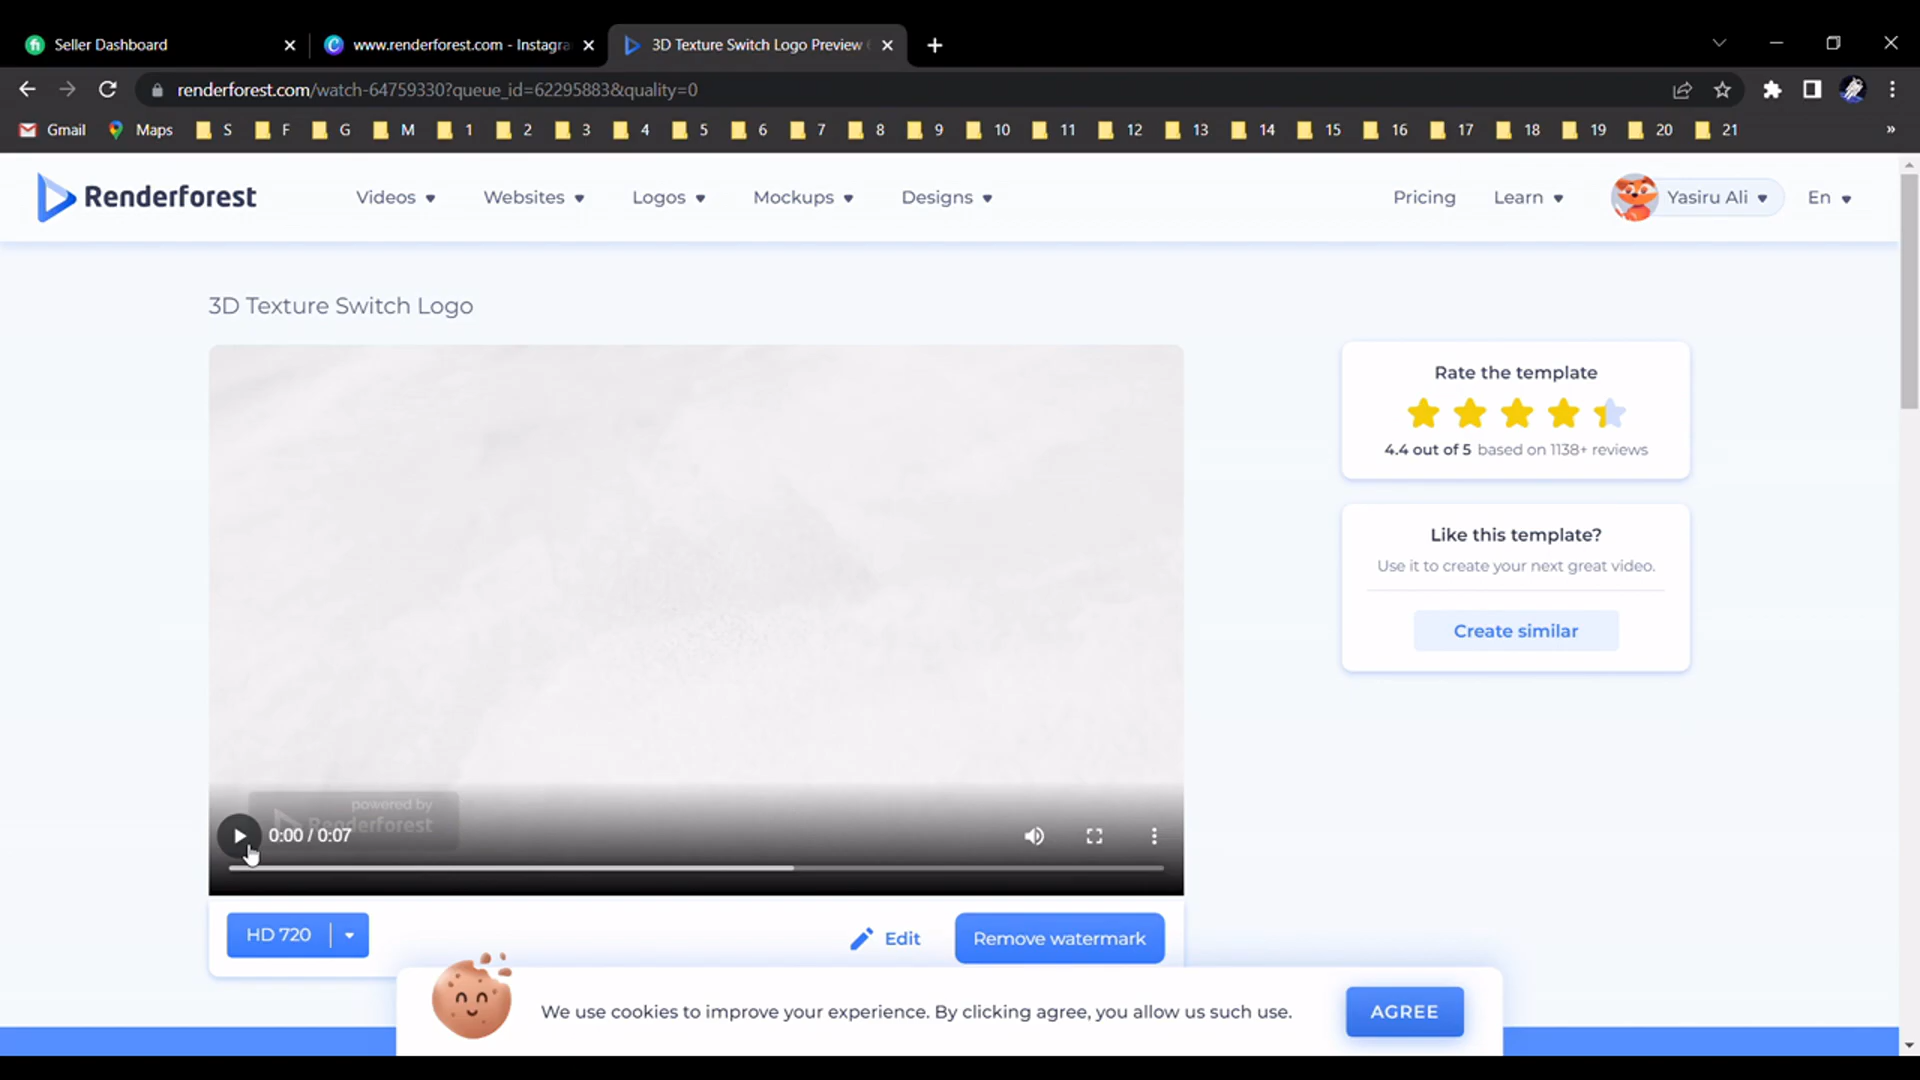 Seller Dashboard
www.renderforest.com - Instagra
3D Texture Switch Logo Preview
renderforest.com/watch-64759330?queue_id=62295883&quality=0
Gmail Maps S F G M 1 2 3 4 5 6 7 8 9 10 11 12 13 14 15 16 17 18 19 20 21 »
Renderforest
Videos Websites Logos Mockups Designs Pricing Learn Yasiru Ali En
3D Texture Switch Logo
Rate the template
4.4 out of 5 based on 1138+ reviews
Like this template?
Use it to create your next great video.
Create similar
powered by
Renderforest
0:00 / 0:07
HD 720
Edit
Remove watermark
We use cookies to improve your experience. By clicking agree, you allow us such use.
AGREE